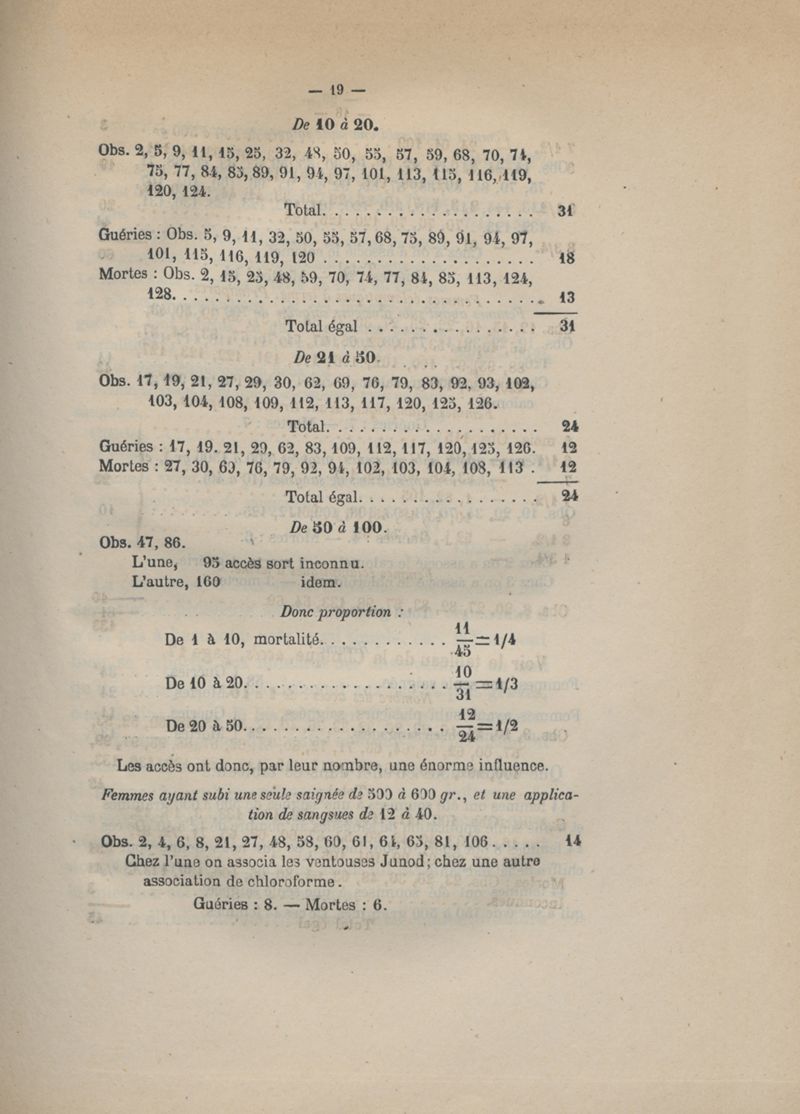 — 19 —
De 10 à 20.
Obs. 2, 5, 9, 11, 15, 25, 32, 48, 50, 55, 57, 59, 68, 70, 74,
75, 77, 84, 85, 89, 91, 94, 97, 101, 113, 115, 116, 119,
120, 124.
Total. . . . . . . . . . . . . . . . . . . . 31
Guéries : Obs. 5, 9, 11, 32, 50, 55, 57, 68, 75, 89, 91, 94, 97,
101, 115, 116, 119, 120 . . . . . . . . . . . . . . . . . . . . 18
Mortes : Obs. 2, 15, 25, 48, 59, 70, 74, 77, 84, 85, 113, 124,
128. . . . . . . . . . . . . . . . . . . . . . . . . . . . . . . . . 13
Total égal . . . . . . . . . . . . . . . . 31
De 21 à 50.
Obs. 17, 19, 21, 27, 29, 30, 62, 69, 76, 79, 83, 92, 93, 102,
103, 104, 108, 109, 112, 113, 117, 120, 125, 126.
Total. . . . . . . . . . . . . . . . . . . . 24
Guéries : 17, 19. 21, 29, 62, 83, 109, 112, 117, 120, 125, 126. 12
Mortes : 27, 30, 69, 76, 79, 92, 94, 102, 103, 104, 108, 113 . 12
Total égal. . . . . . . . . . . . . . . . . 24
De 50 à 100.
Obs. 47, 86.
L'une, 95 accès sort inconnu.
L'autre, 160 idem.
Donc proportion :
De 1 à 10, mortalité. . . . . . . . . . . . 11/45 = 1/4
De 10 à 20. . . . . . . . . . . . . . . . . . . 10/31 = 1/3
De 20 à 50. . . . . . . . . . . . . . . . . . . 12/24 = 1/2
Les accès ont donc, par leur nombre, une énorme influence.
Femmes ayant subi une seule saignée de 500 à 600 gr., et une applica-
tion de sangsues de 12 à 40.
Obs. 2, 4, 6, 8, 21, 27, 48, 58, 60, 61, 64, 65, 81, 106 . . . . . 14
Chez l'une on associa les ventouses Junod ; chez une autre
association de chloroforme.
Guéries : 8. — Mortes : 6.